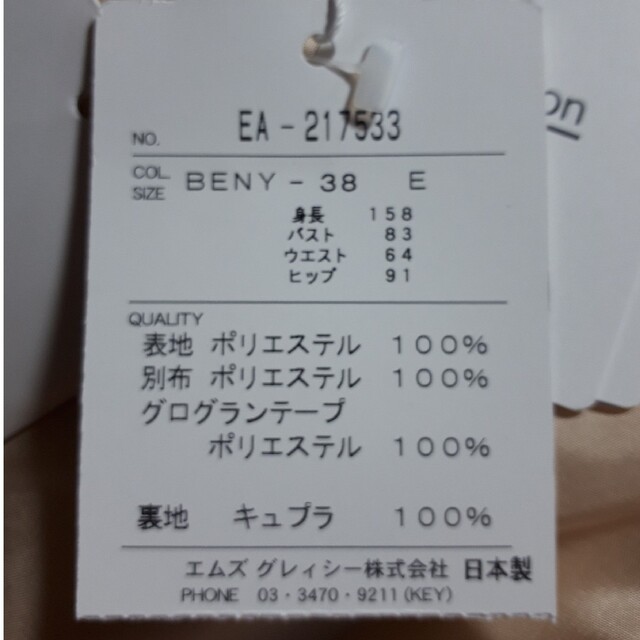 NO. EA-217533
COL. SIZE BENY-38 E
身長 158
バスト 83
ウエスト 64
ヒップ 91
QUALITY
表地 ポリエステル 100%
別布 ポリエステル 100%
グログランテープ
ポリエステル 100%
裏地 キュプラ 100%
エムズ グレィシー株式会社 日本製
PHONE 03・3470・9211(KEY)